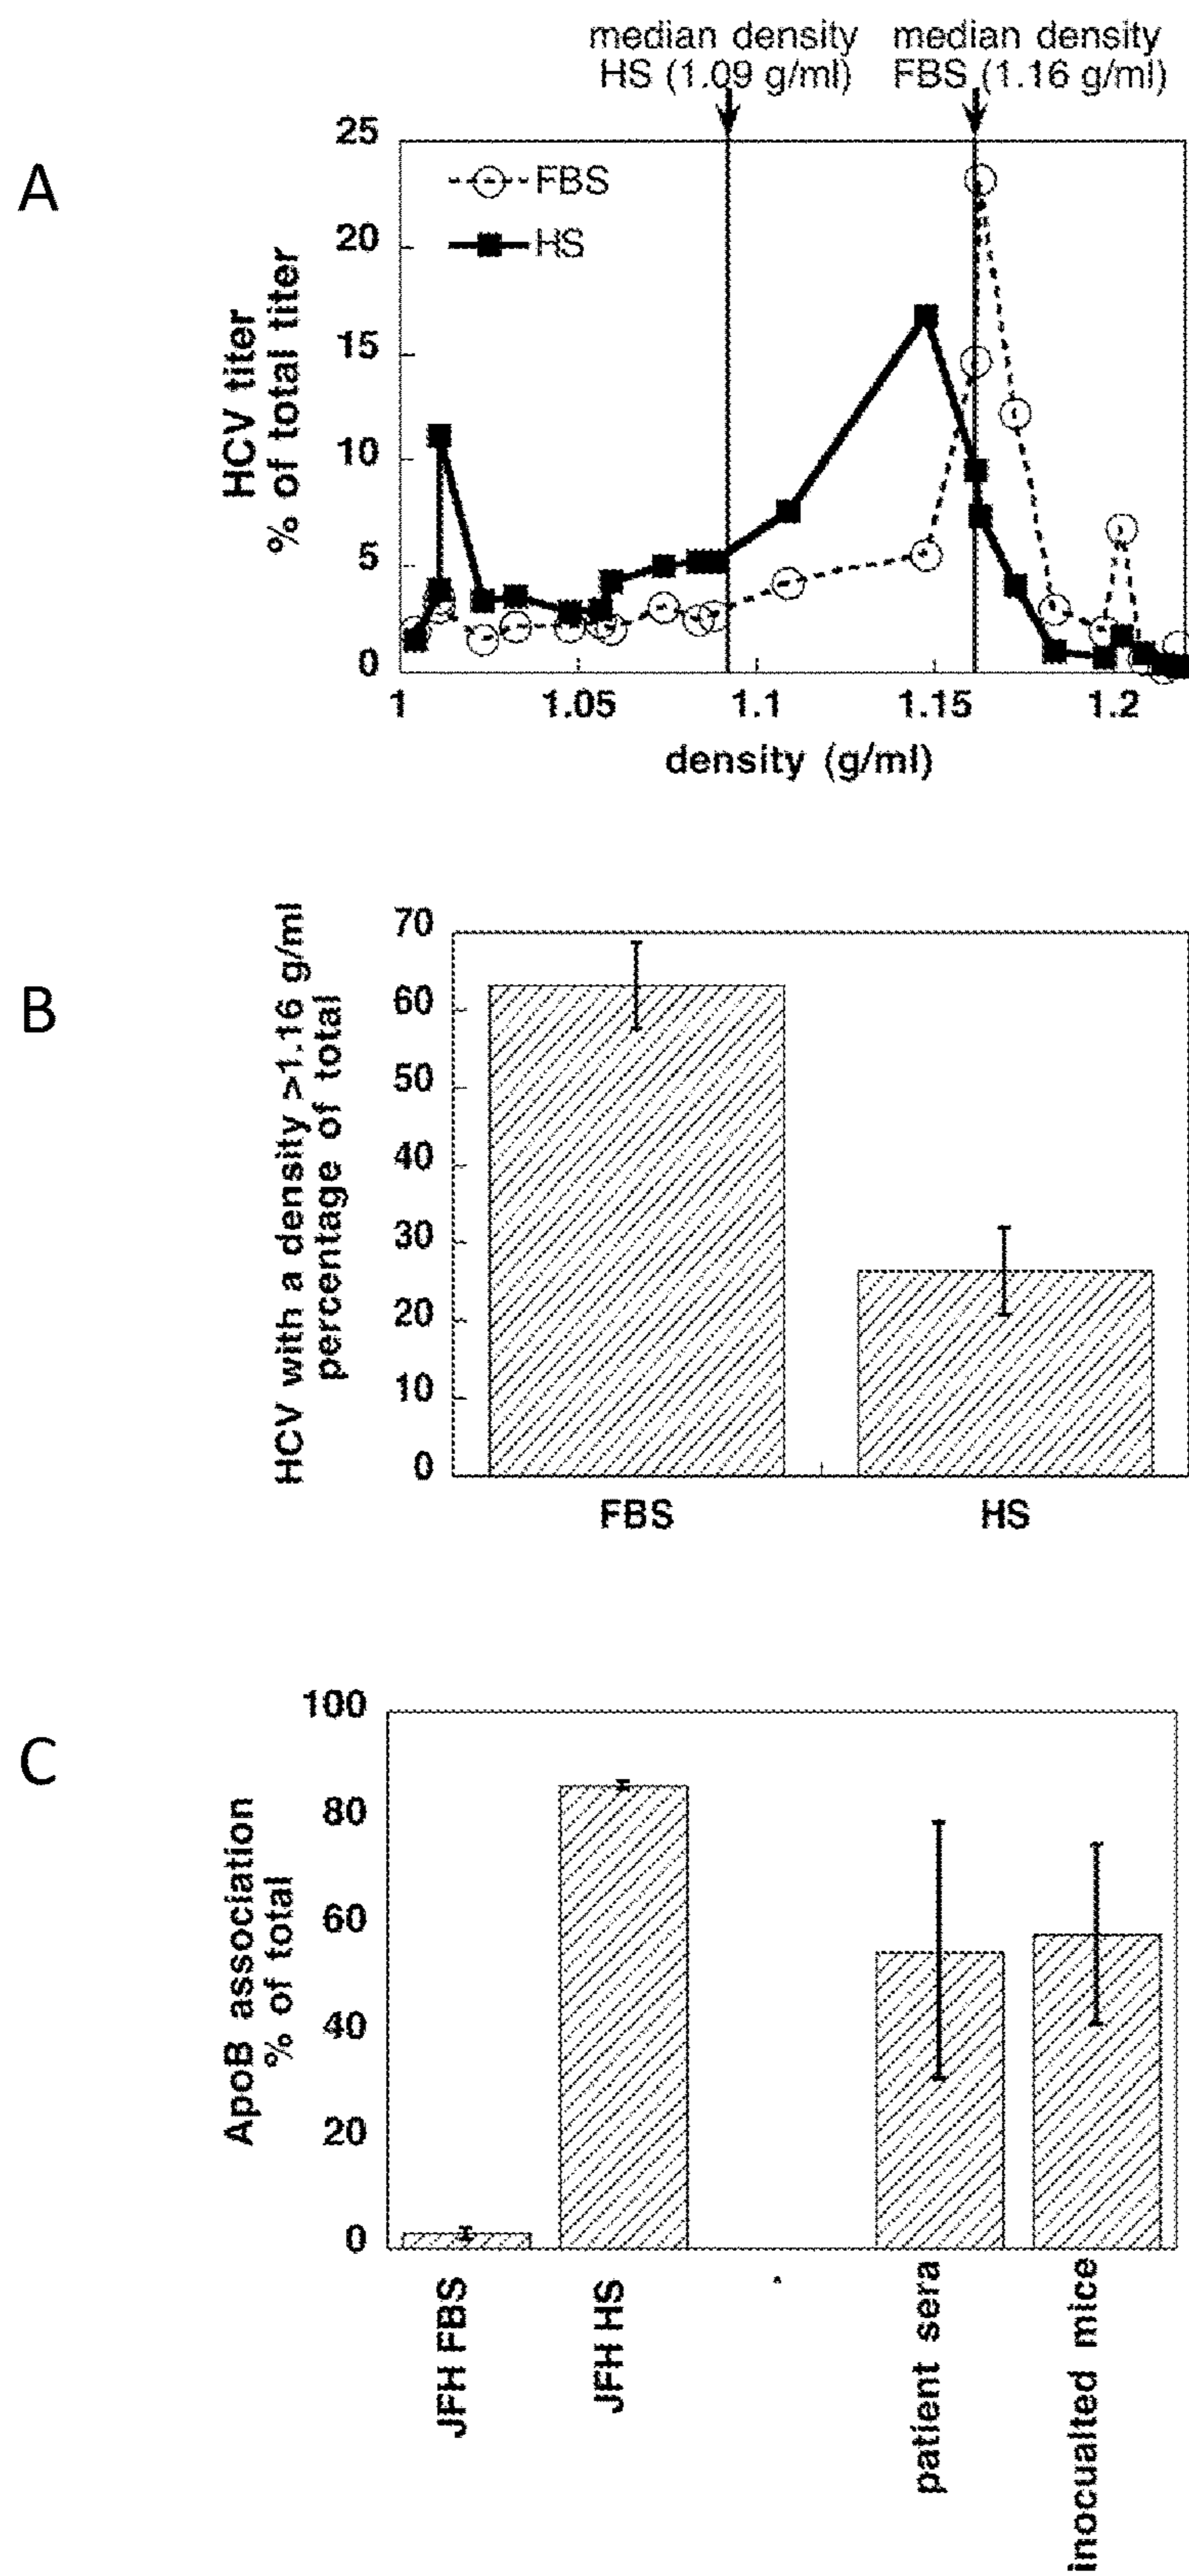 median density median density
HS (1.09 g/ml) FBS (1.16 g/ml)
A
25
20
15
10
5
0
HCV titer
% of total titer
FBS
HS
1 1.05 1.1 1.15 1.2
density (g/ml)
B
70
60
50
40
30
20
10
0
HCV with a density >1.16 g/ml
percentage of total
FBS HS
C
100
80
60
40
20
0
ApoB association
% of total
JFH FBS
JFH HS
patient sera
inocualted mice